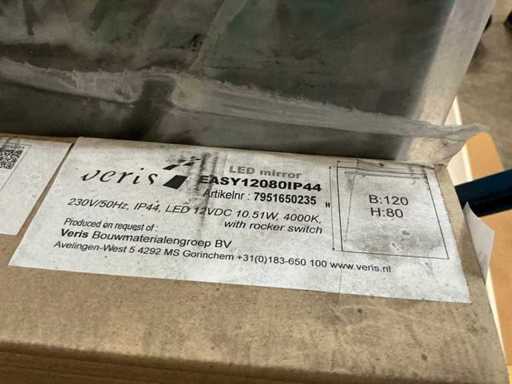 veris
LED mirror
EASY12080IP44
Artikelnr : 7951650235
230V/50Hz, IP44, LED 12VDC 10.51W, 4000K,
with rocker switch
Produced on request of :
Veris Bouwmaterialengroep BV
Avelingen-West 5 4292 MS Gorinchem +31(0)183-650 100 www.veris.nl
H
B:120
H:80